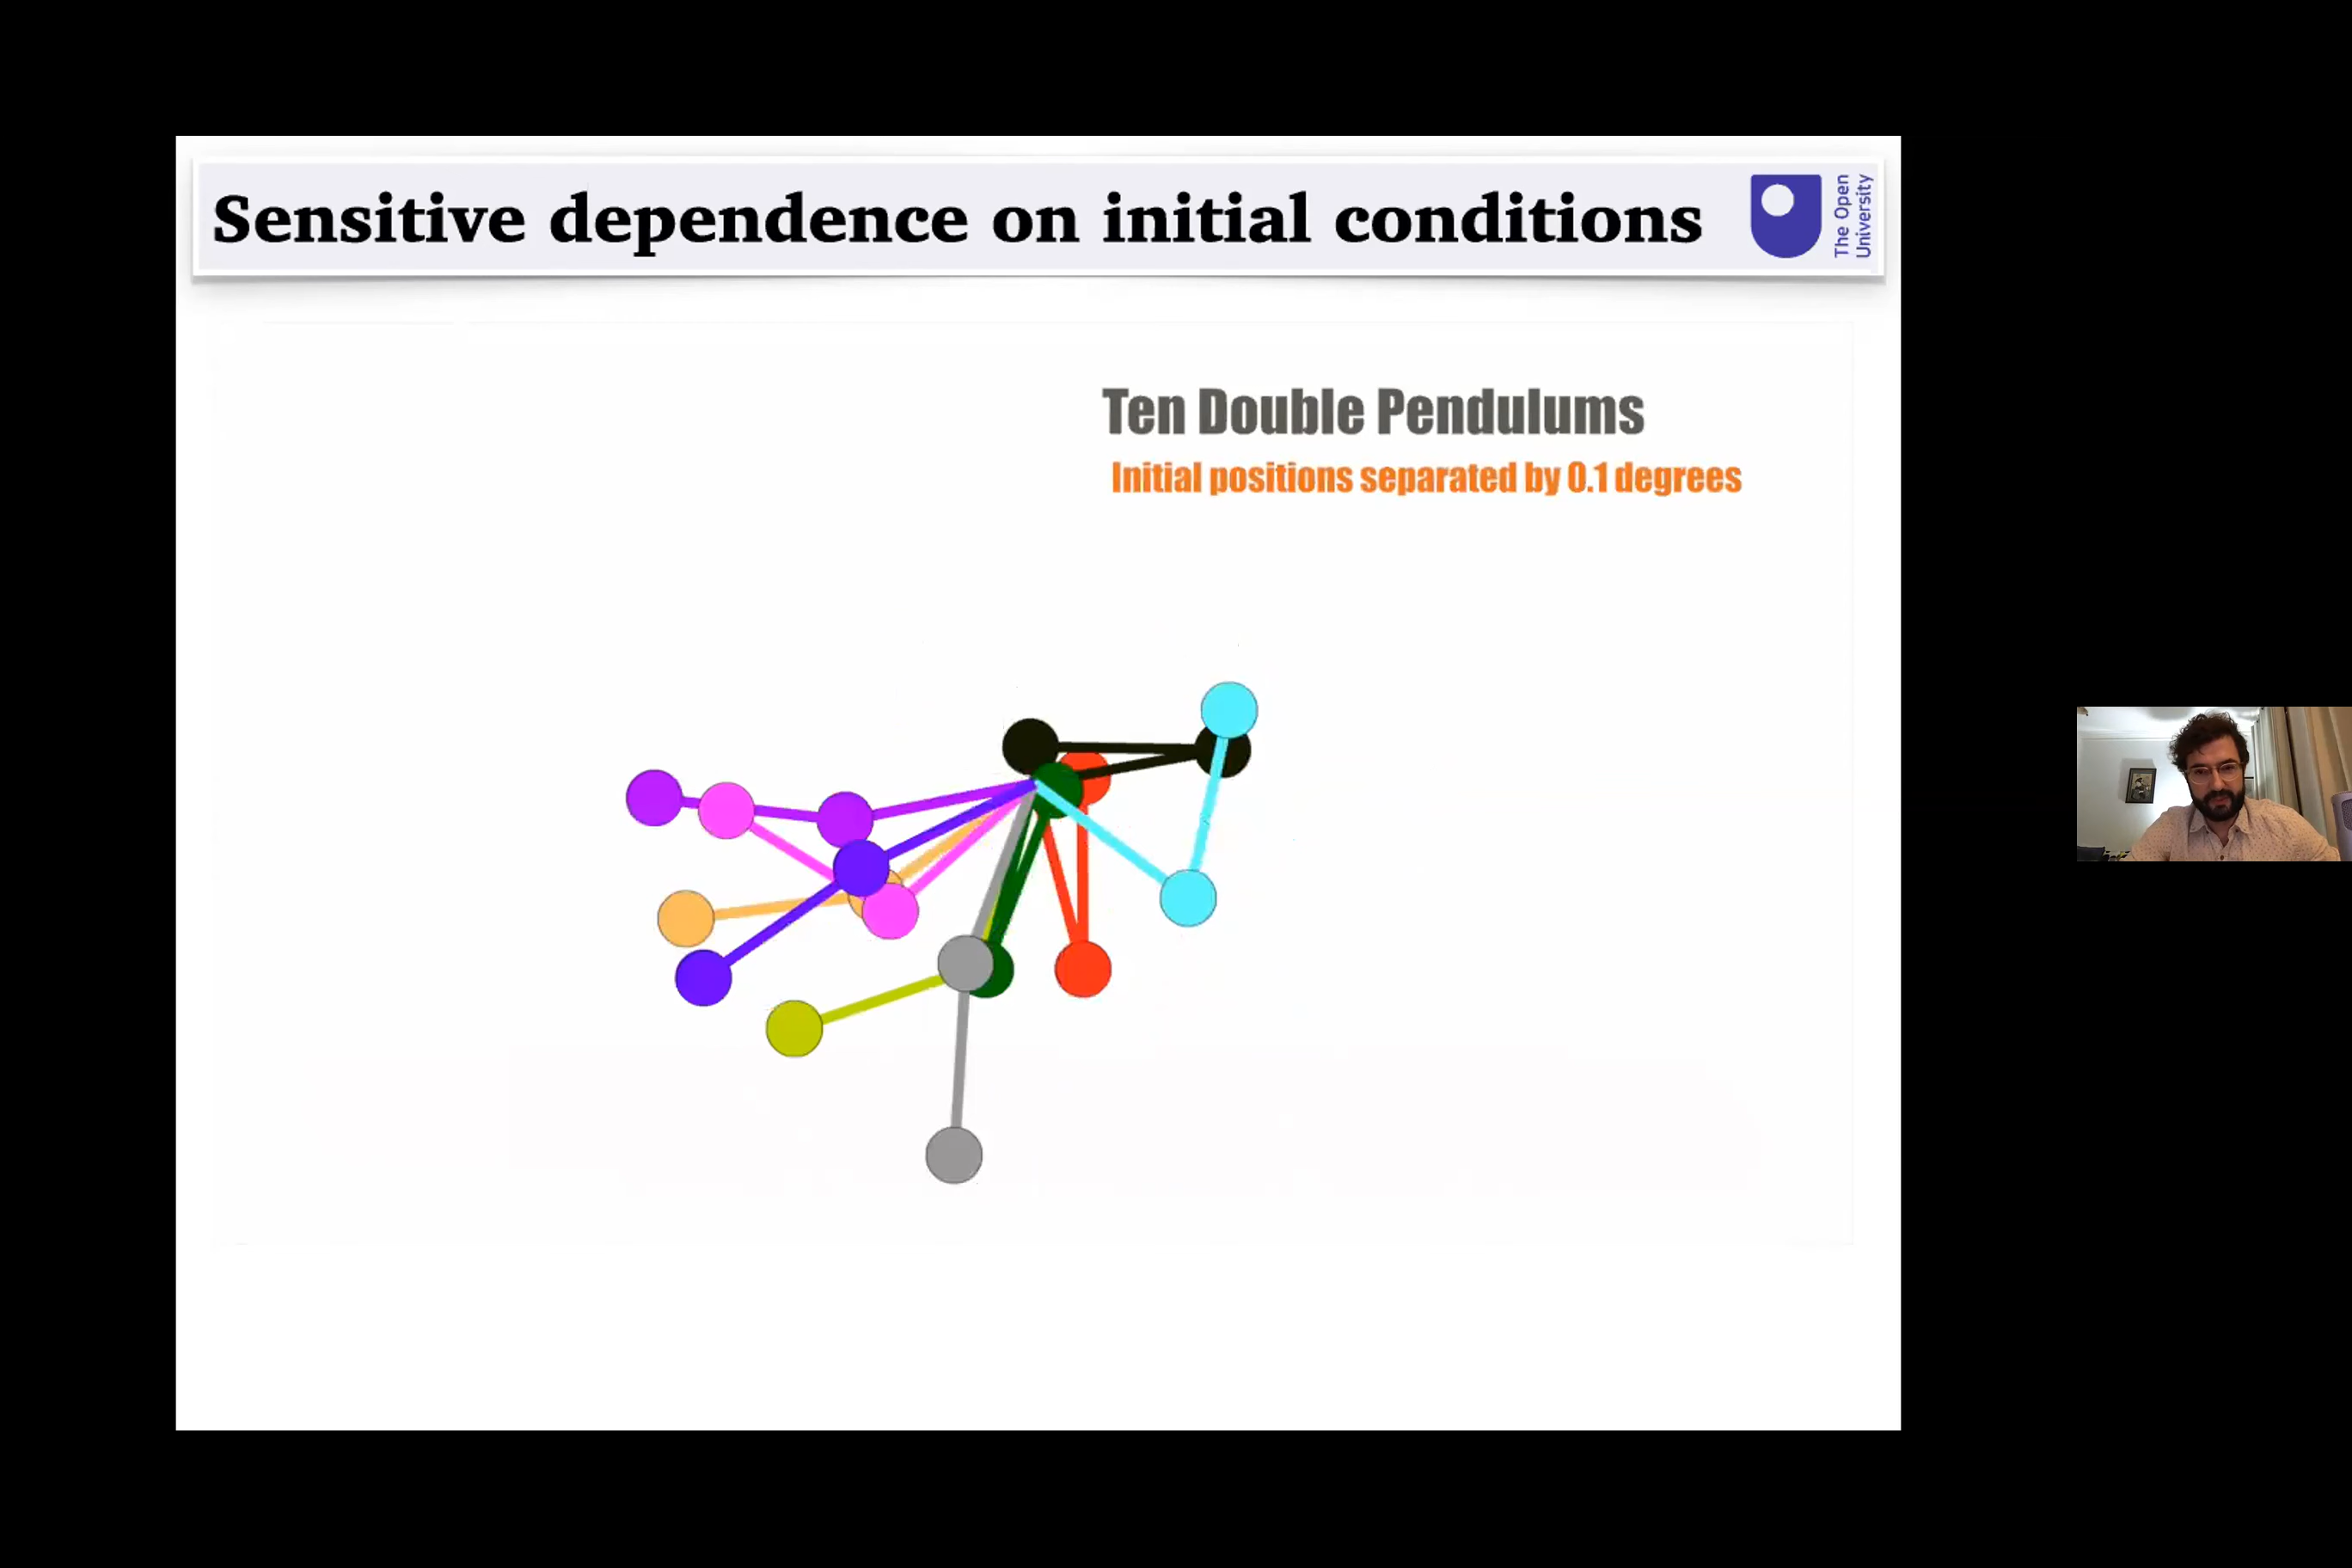 Sensitive dependence on initial conditions
The Open
University
Ten Double Pendulums
Initial positions separated by 0.1 degrees